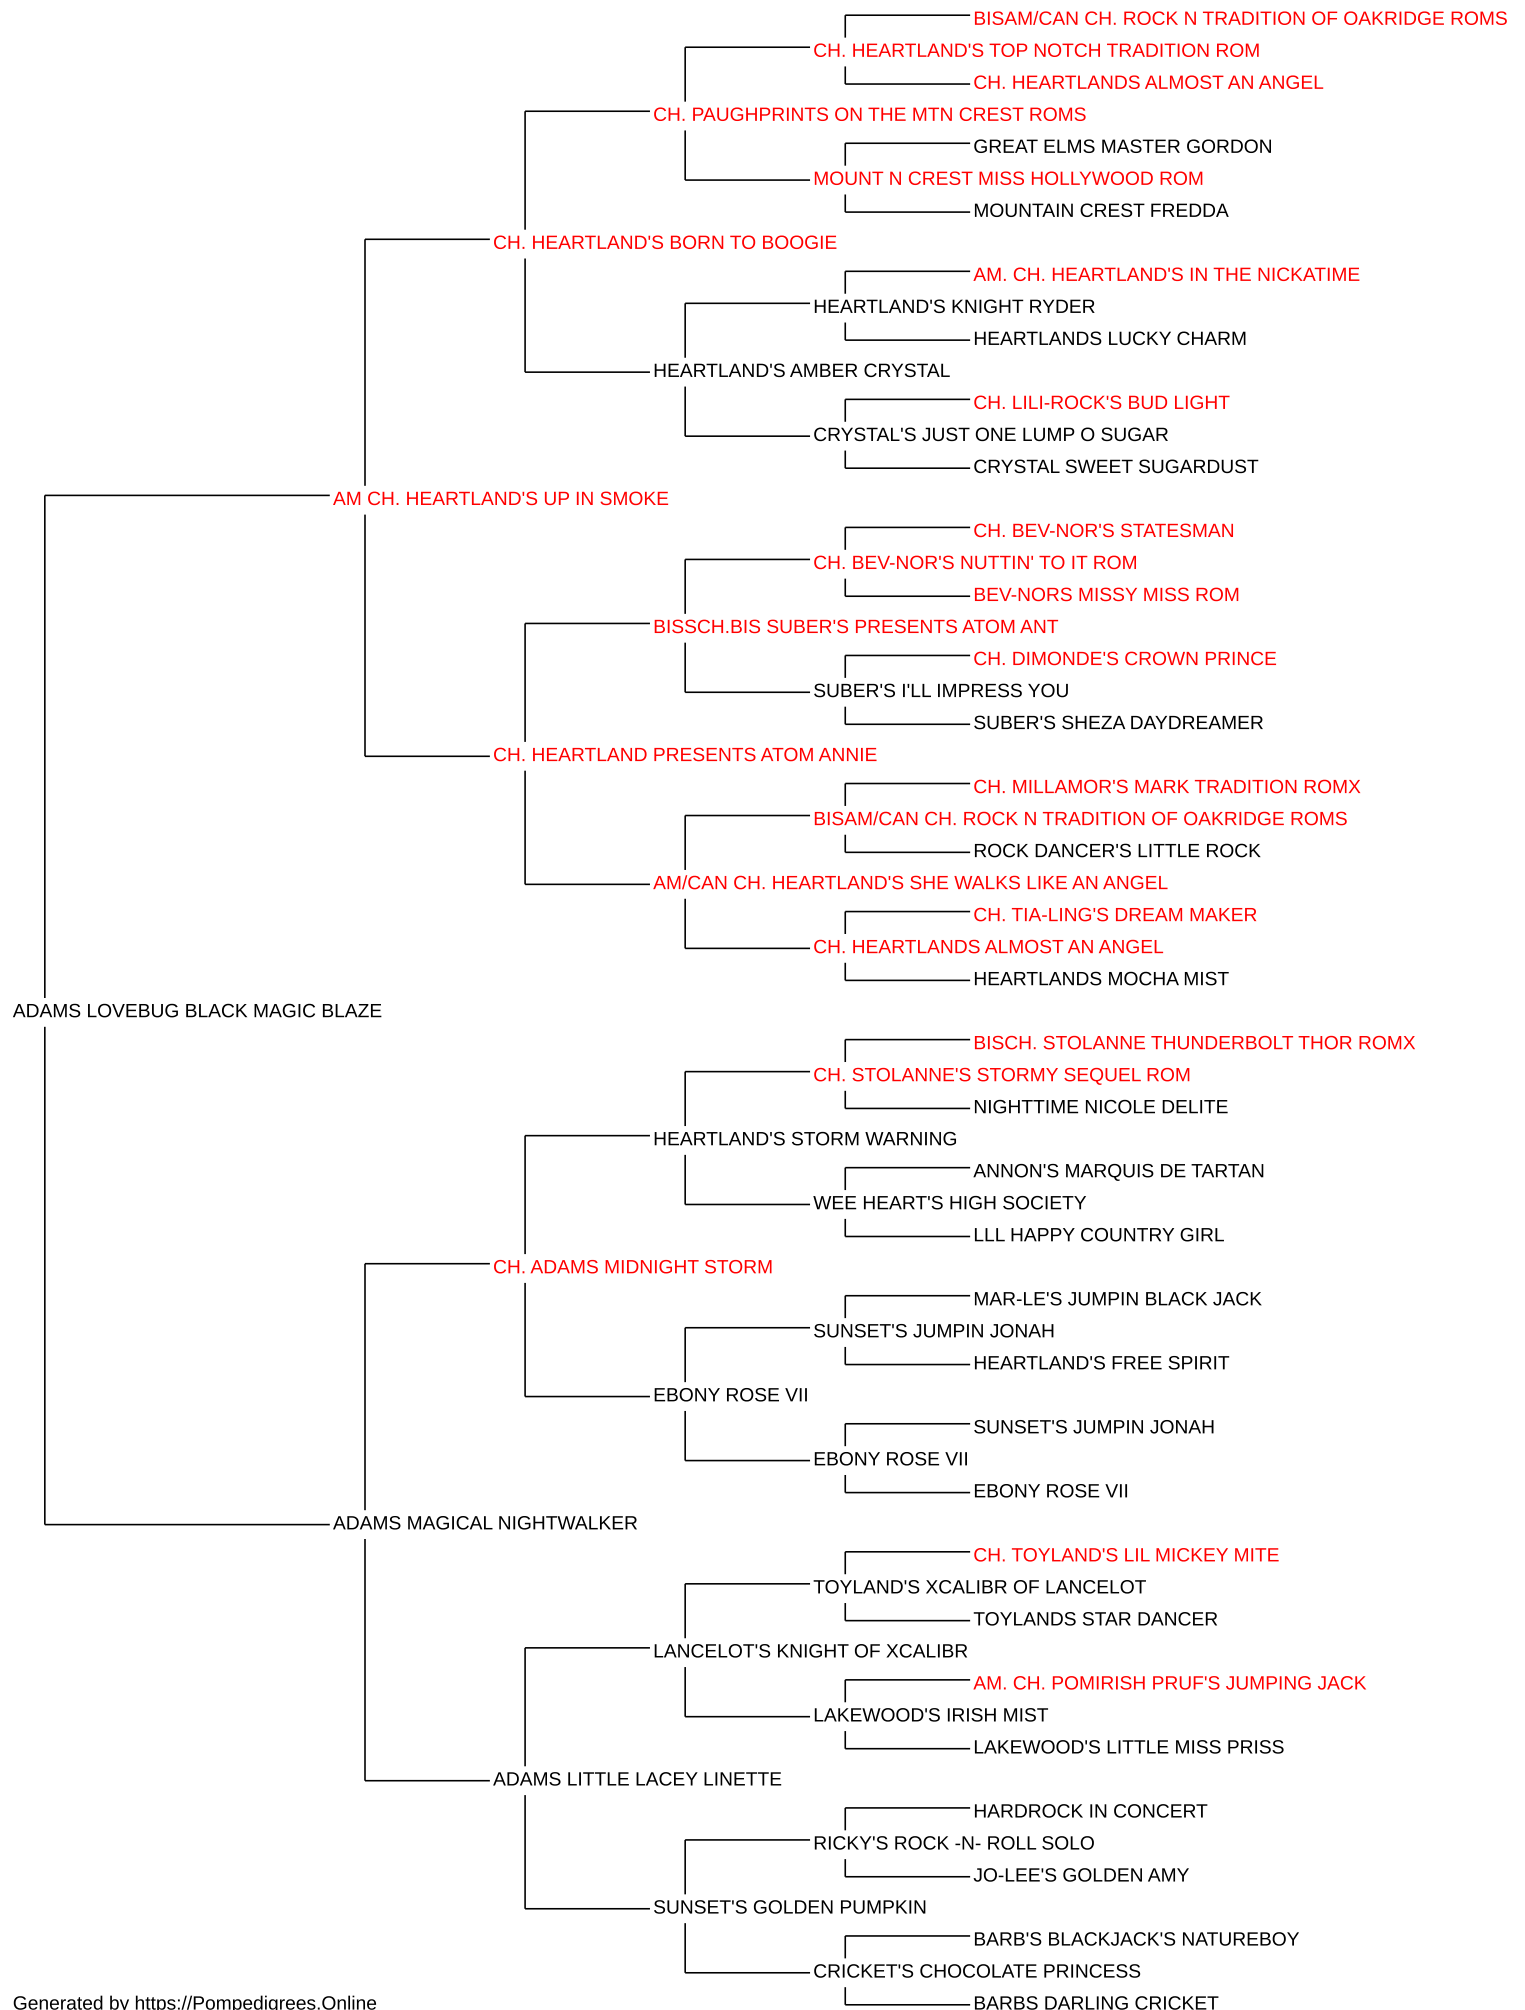 BISAM/CAN CH. ROCK N TRADITION OF OAKRIDGE ROMS
CH. HEARTLAND'S TOP NOTCH TRADITION ROM
CH. HEARTLANDS ALMOST AN ANGEL
CH. PAUGHPRINTS ON THE MTN CREST ROMS
GREAT ELMS MASTER GORDON
MOUNT N CREST MISS HOLLYWOOD ROM
MOUNTAIN CREST FREDDA
CH. HEARTLAND'S BORN TO BOOGIE
AM. CH. HEARTLAND'S IN THE NICKATIME
HEARTLAND'S KNIGHT RYDER
HEARTLANDS LUCKY CHARM
HEARTLAND'S AMBER CRYSTAL
CH. LILI-ROCK'S BUD LIGHT
CRYSTAL'S JUST ONE LUMP O SUGAR
CRYSTAL SWEET SUGARDUST
AM CH. HEARTLAND'S UP IN SMOKE
CH. BEV-NOR'S STATESMAN
CH. BEV-NOR'S NUTTIN' TO IT ROM
BEV-NORS MISSY MISS ROM
BISSCH.BIS SUBER'S PRESENTS ATOM ANT
CH. DIMONDE'S CROWN PRINCE
SUBER'S I'LL IMPRESS YOU
SUBER'S SHEZA DAYDREAMER
CH. HEARTLAND PRESENTS ATOM ANNIE
CH. MILLAMOR'S MARK TRADITION ROMX
BISAM/CAN CH. ROCK N TRADITION OF OAKRIDGE ROMS
ROCK DANCER'S LITTLE ROCK
AM/CAN CH. HEARTLAND'S SHE WALKS LIKE AN ANGEL
CH. TIA-LING'S DREAM MAKER
CH. HEARTLANDS ALMOST AN ANGEL
HEARTLANDS MOCHA MIST
ADAMS LOVEBUG BLACK MAGIC BLAZE
BISCH. STOLANNE THUNDERBOLT THOR ROMX
CH. STOLANNE'S STORMY SEQUEL ROM
NIGHTTIME NICOLE DELITE
HEARTLAND'S STORM WARNING
ANNON'S MARQUIS DE TARTAN
WEE HEART'S HIGH SOCIETY
LLL HAPPY COUNTRY GIRL
CH. ADAMS MIDNIGHT STORM
MAR-LE'S JUMPIN BLACK JACK
SUNSET'S JUMPIN JONAH
HEARTLAND'S FREE SPIRIT
EBONY ROSE VII
SUNSET'S JUMPIN JONAH
EBONY ROSE VII
EBONY ROSE VII
ADAMS MAGICAL NIGHTWALKER
CH. TOYLAND'S LIL MICKEY MITE
TOYLAND'S XCALIBR OF LANCELOT
TOYLANDS STAR DANCER
LANCELOT'S KNIGHT OF XCALIBR
AM. CH. POMIRISH PRUF'S JUMPING JACK
LAKEWOOD'S IRISH MIST
LAKEWOOD'S LITTLE MISS PRISS
ADAMS LITTLE LACEY LINETTE
HARDROCK IN CONCERT
RICKY'S ROCK -N- ROLL SOLO
JO-LEE'S GOLDEN AMY
SUNSET'S GOLDEN PUMPKIN
BARB'S BLACKJACK'S NATUREBOY
CRICKET'S CHOCOLATE PRINCESS
BARBS DARLING CRICKET
Generated by https://Pompedigrees.Online